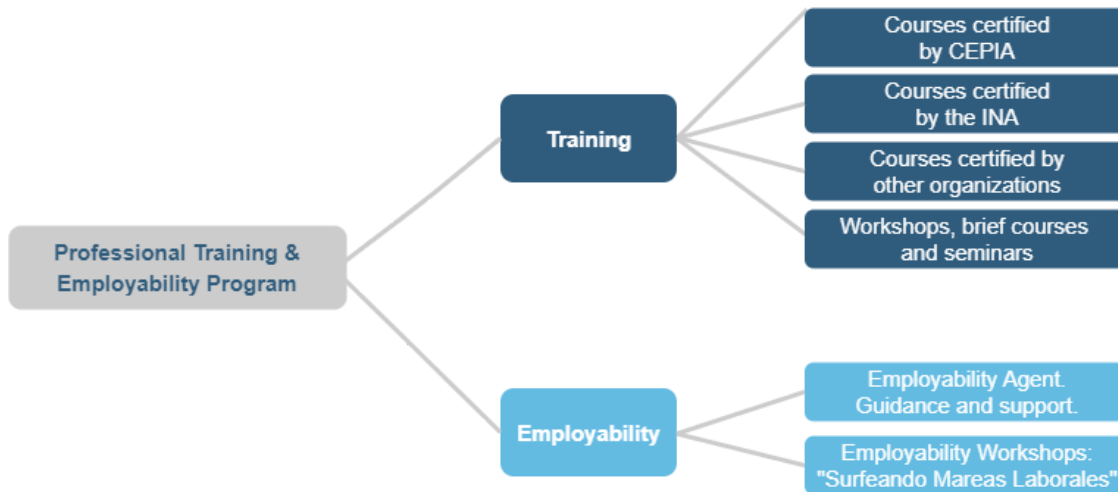 Professional Training &
Employability Program
Training
Courses certified
by CEPIA
Courses certified
by the INA
Courses certified by
other organizations
Workshops, brief courses
and seminars
Employability
Employability Agent.
Guidance and support.
Employability Workshops:
"Surfeando Mareas Laborales"